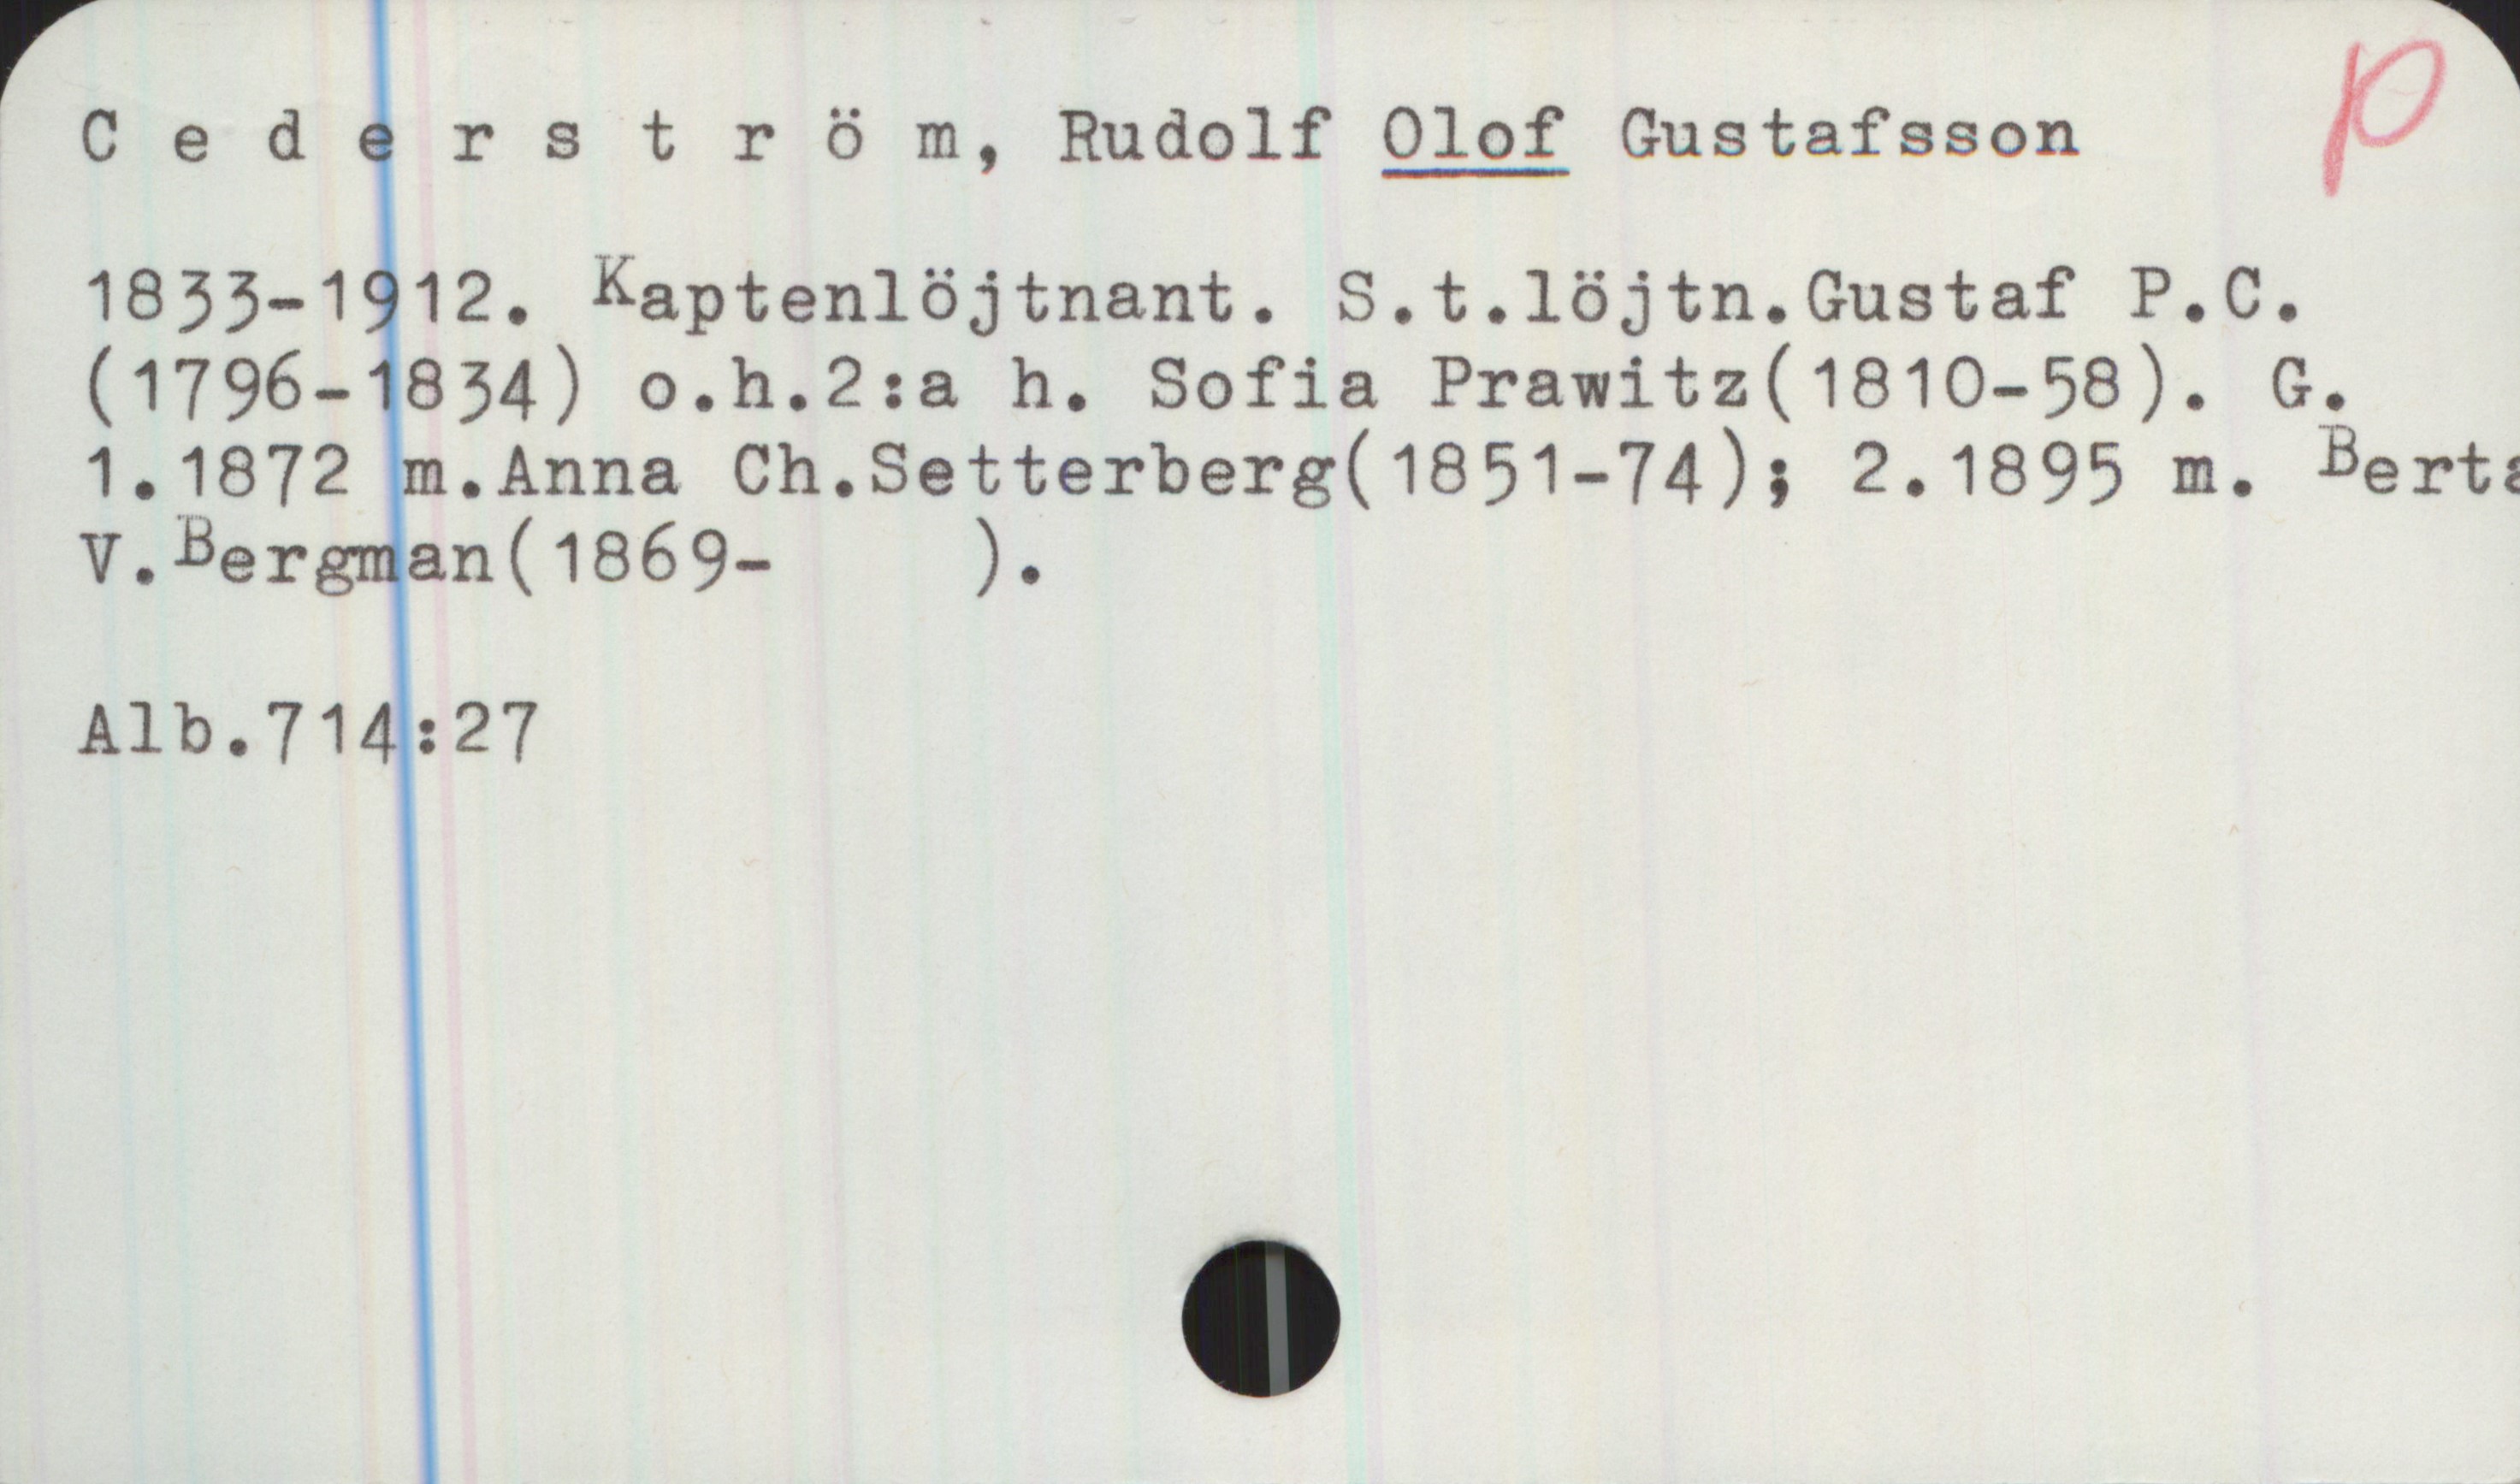 C e d e r s t r ö m, Rudolf Olof Gustafsson
p
1833-1912. Kaptenlöjtnant. S.t.löjtn.Gustaf P.C.
(1796-1834) o.h.2:a h. Sofia Prawitz(1810-58). G.
1.1872 m.Anna Ch.Setterberg(1851-74); 2.1895 m. Berta
V.Bergman(1869-    ).
Alb.714:27